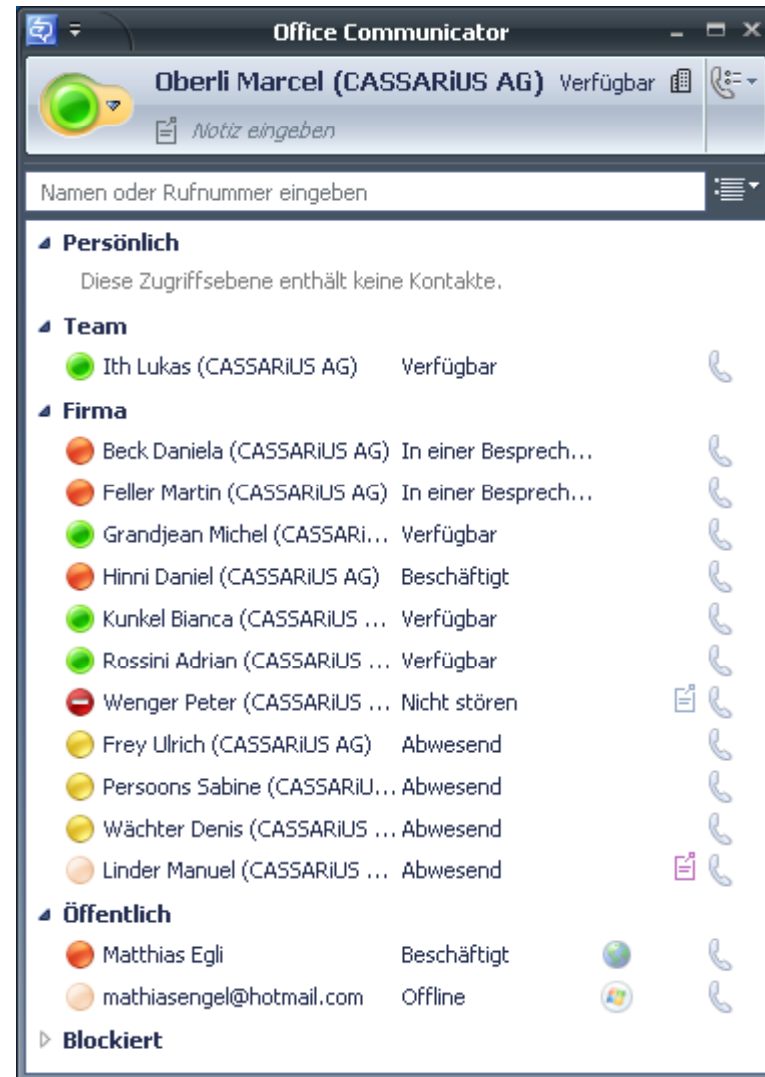 Office Communicator
Oberli Marcel (CASSARiUS AG) Verfügbar
Notiz eingeben
Namen oder Rufnummer eingeben
Persönlich
Diese Zugriffsebene enthält keine Kontakte.
Team
Ith Lukas (CASSARiUS AG) Verfügbar
Firma
Beck Daniela (CASSARiUS AG) In einer Besprech...
Feller Martin (CASSARiUS AG) In einer Besprech...
Grandjean Michel (CASSARi... Verfügbar
Hinni Daniel (CASSARiUS AG) Beschäftigt
Kunkel Bianca (CASSARiUS ... Verfügbar
Rossini Adrian (CASSARiUS ... Verfügbar
Wenger Peter (CASSARiUS ... Nicht stören
Frey Ulrich (CASSARiUS AG) Abwesend
Persoons Sabine (CASSARiU... Abwesend
Wächter Denis (CASSARiUS ... Abwesend
Linder Manuel (CASSARiUS ... Abwesend
Öffentlich
Matthias Egli Beschäftigt
mathiasengel@hotmail.com Offline
Blockiert